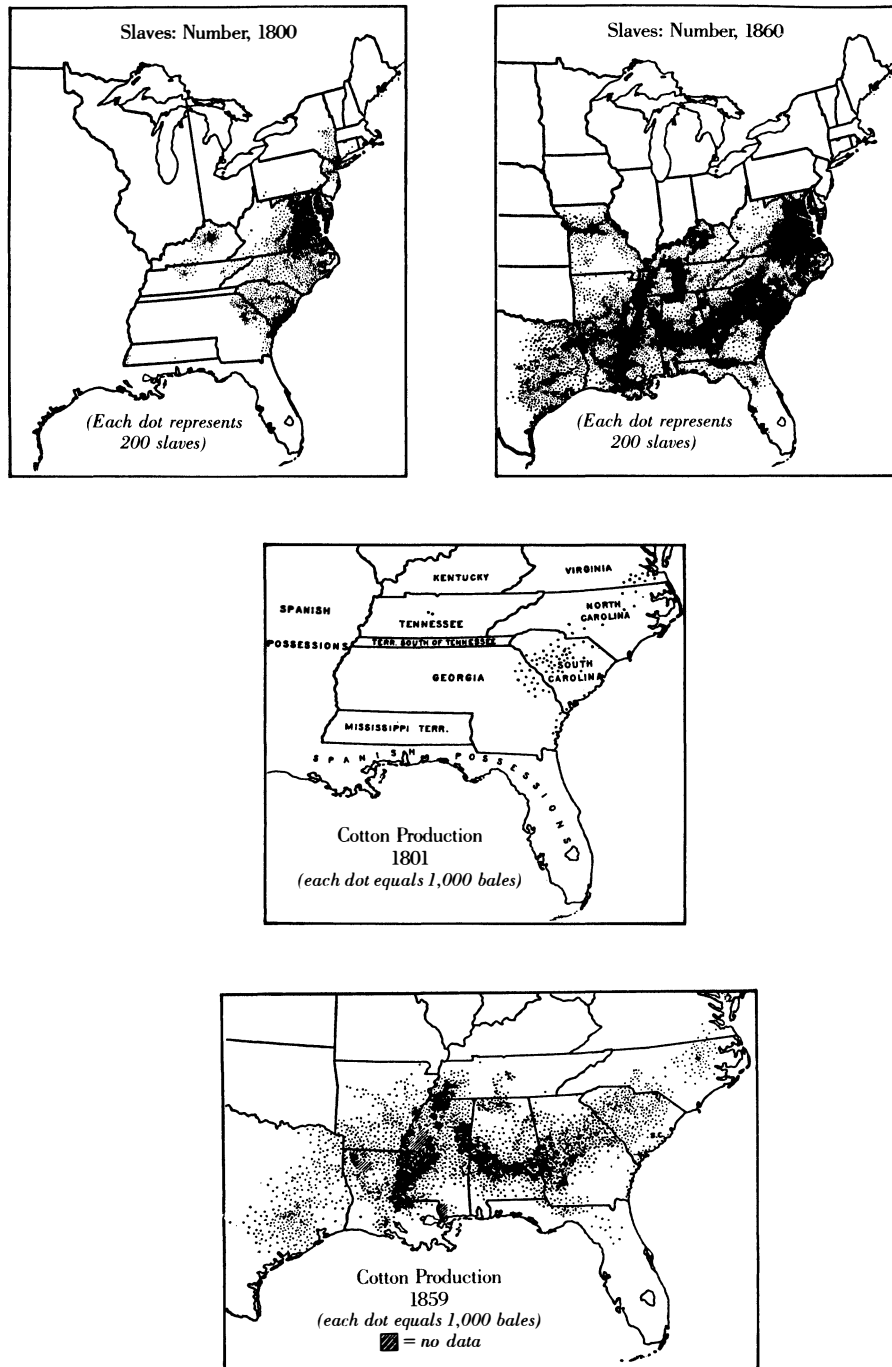 Slaves: Number, 1800
(Each dot represents
200 slaves)
Slaves: Number, 1860
(Each dot represents
200 slaves)
KENTUCKY
VIRGINIA
SPANISH
POSSESSIONS
TENNESSEE
NORTH
CAROLINA
TERR. SOUTH OF TENNESSEE
SOUTH
CAROLINA
GEORGIA
MISSISSIPPI TERR.
SPANISH POSSESSIONS
Cotton Production
1801
(each dot equals 1,000 bales)
S.C.
Cotton Production
1859
(each dot equals 1,000 bales)
= no data